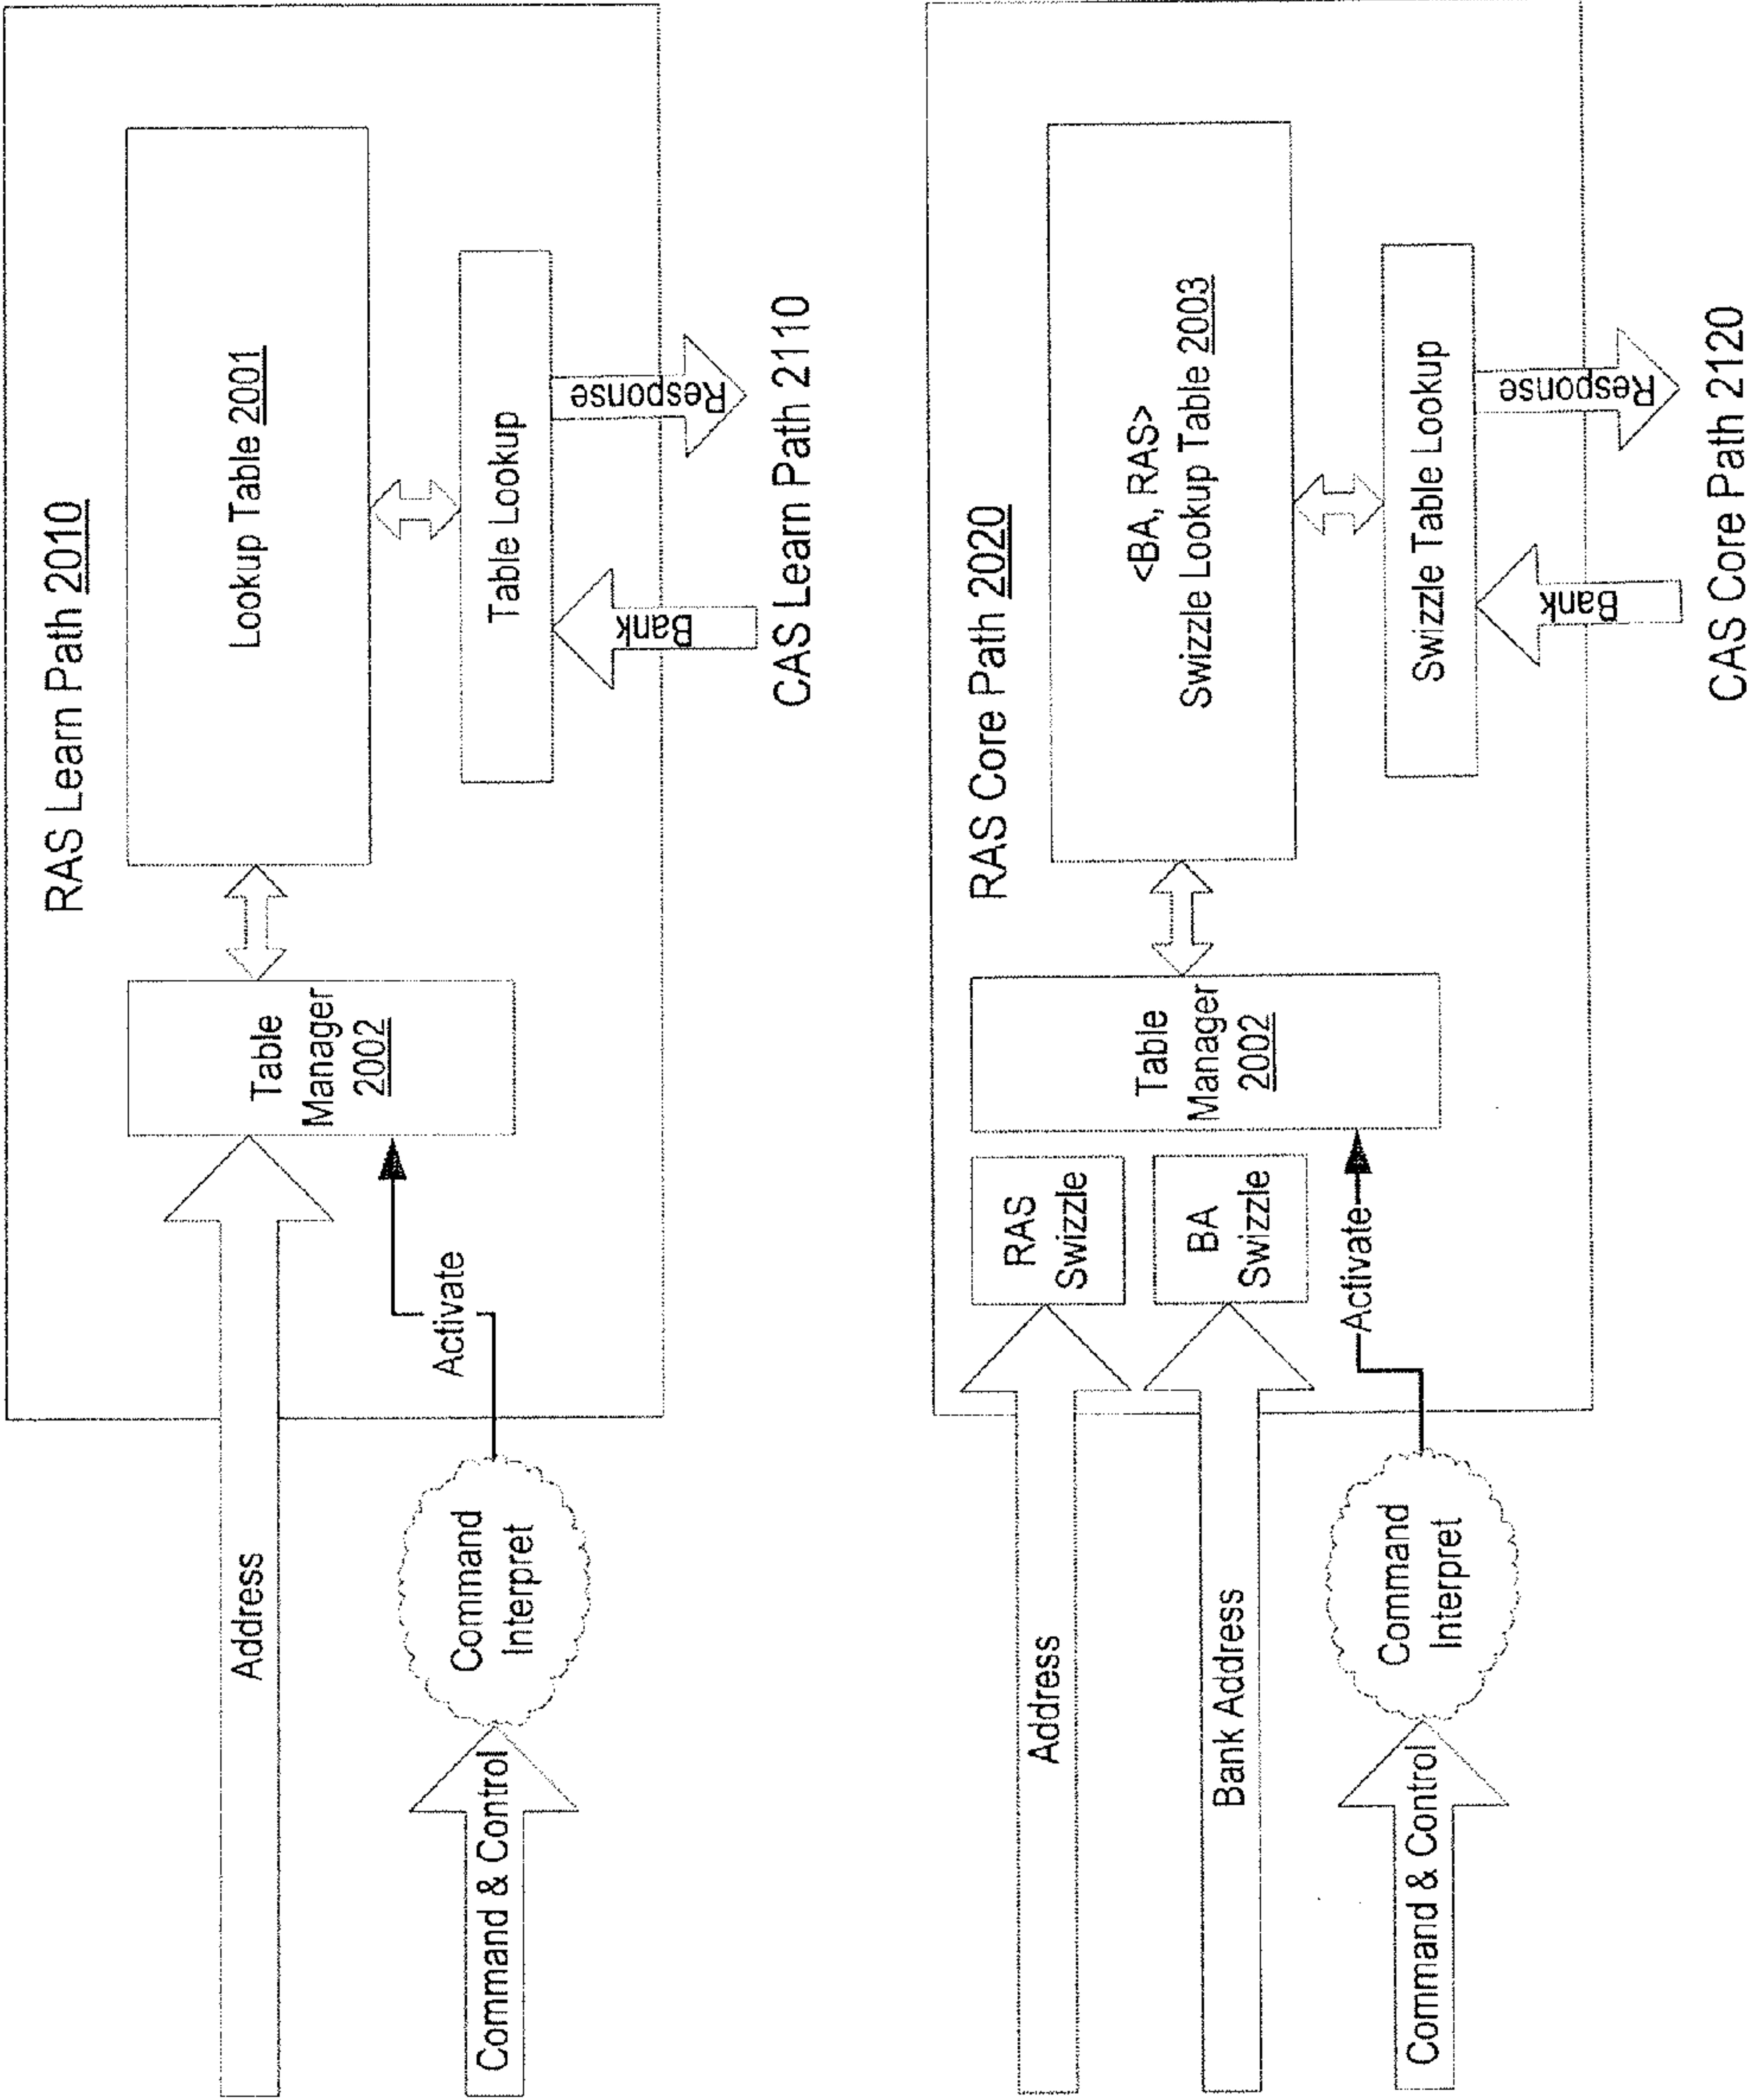 RAS Learn Path 2010
Address
Command & Control
Command
Interpret
Activate
Table
Manager
2002
Lookup Table 2001
Table Lookup
Bank
Response
CAS Learn Path 2110
RAS Core Path 2020
Address
Bank Address
Command & Control
Command
Interpret
Activate
RAS
Swizzle
BA
Swizzle
Table
Manager
2002
<BA, RAS>
Swizzle Lookup Table 2003
Swizzle Table Lookup
Bank
Response
CAS Core Path 2120